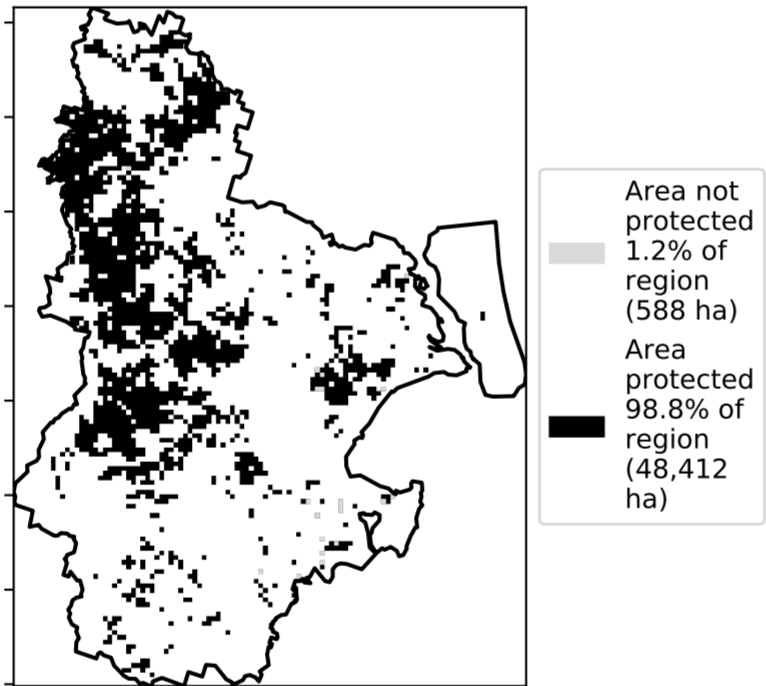 Area not
protected
1.2% of
region
(588 ha)
Area
protected
98.8% of
region
(48,412
ha)